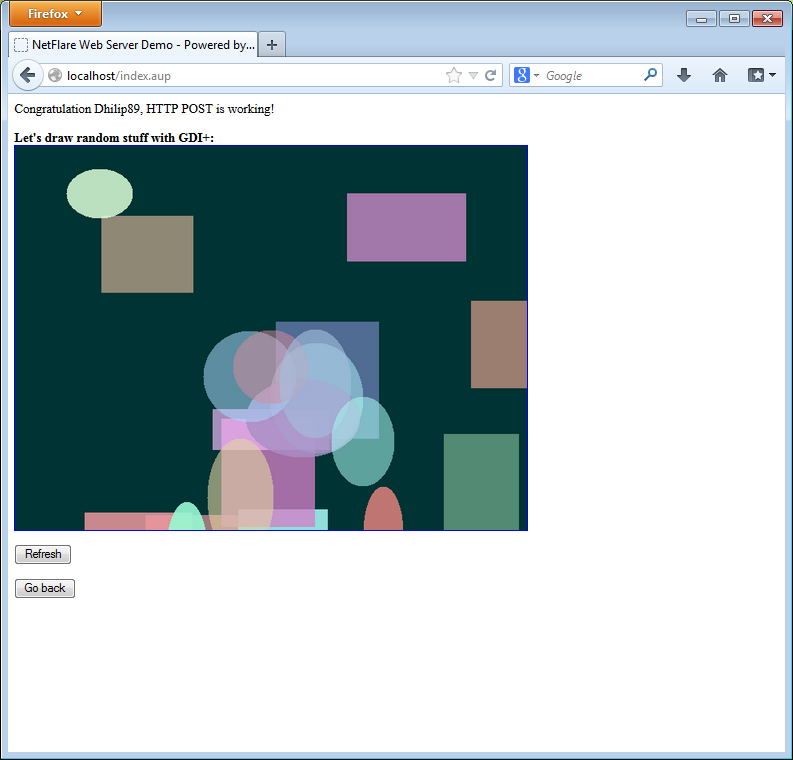 Firefox
NetFlare Web Server Demo - Powered by...
localhost/index.aup
Google
Congratulation Dhilip89, HTTP POST is working!
Let's draw random stuff with GDI+:
Refresh
Go back